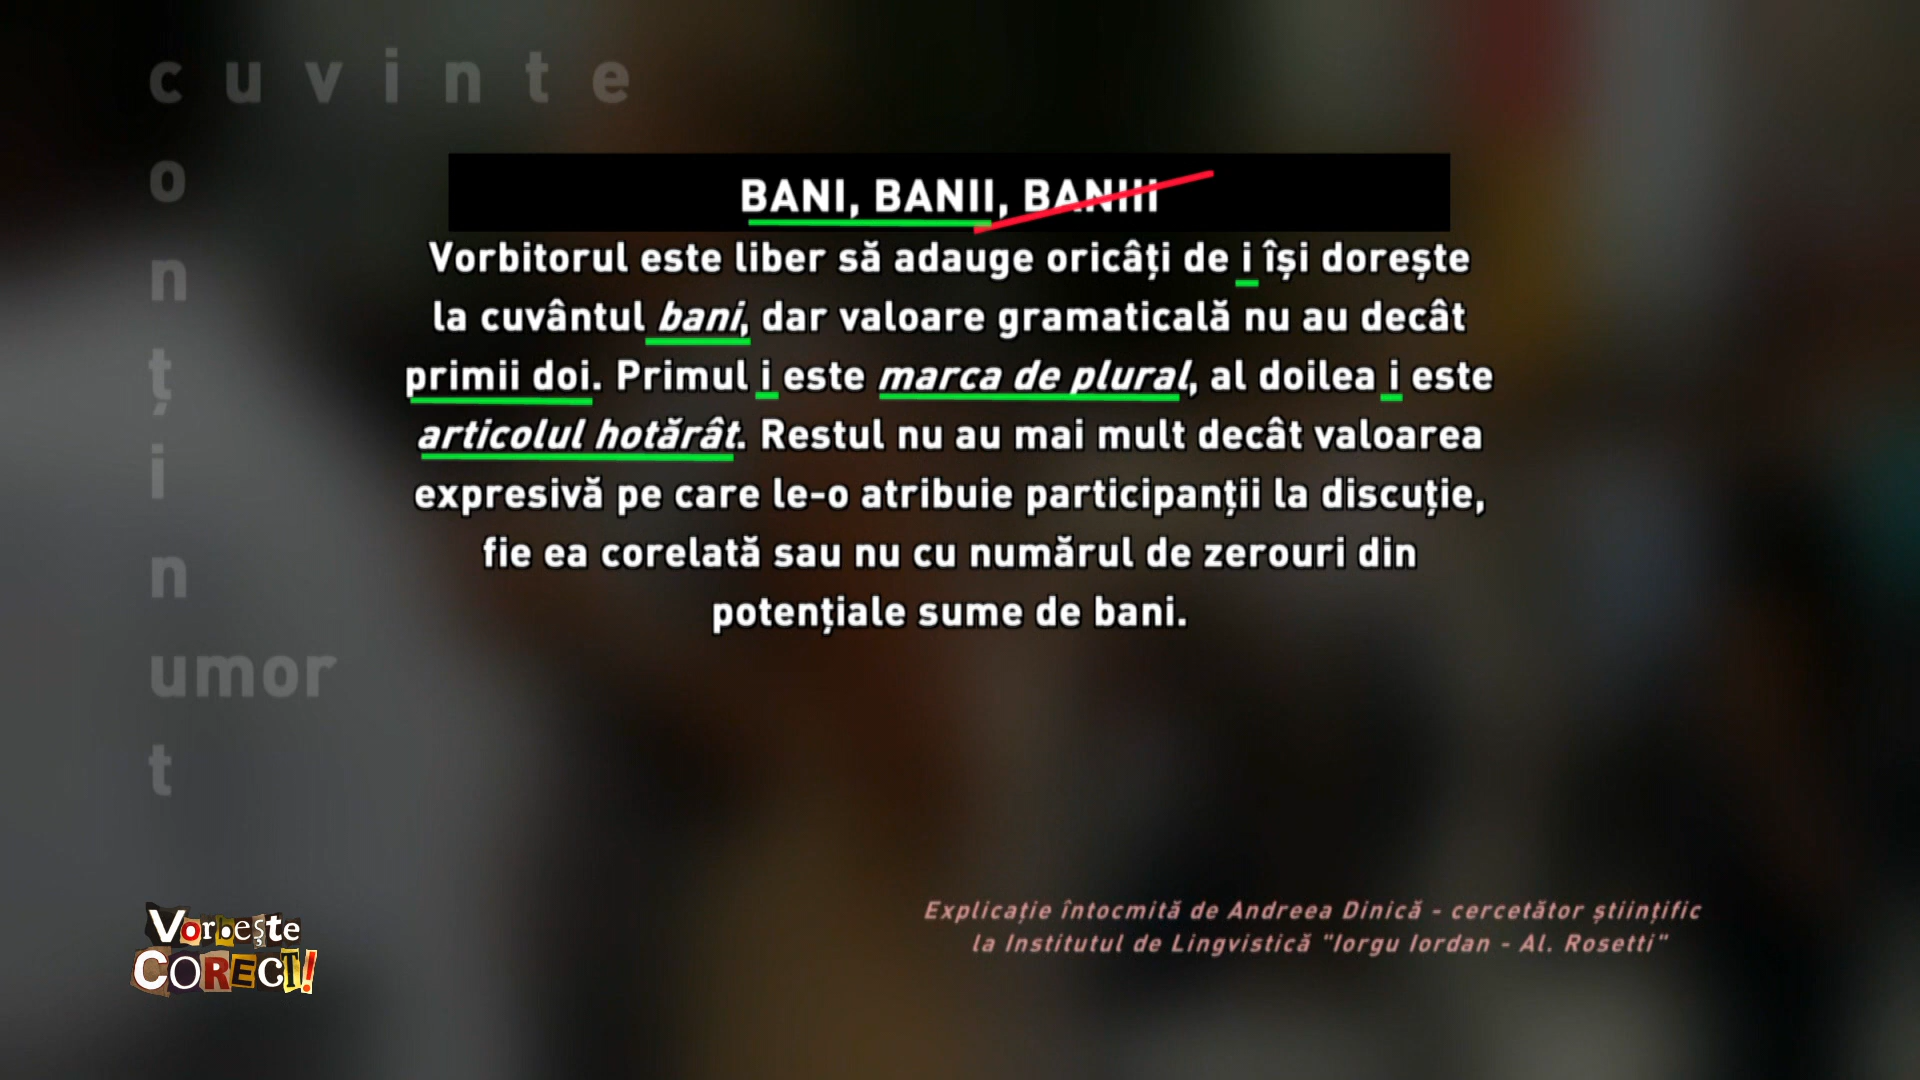 cuvinte
o
n
ț
i
n
umor
t
BANI, BANII, BANIII
Vorbitorul este liber să adauge oricâți de i își dorește
la cuvântul bani, dar valoare gramaticală nu au decât
primii doi. Primul i este marca de plural, al doilea i este
articolul hotărât. Restul nu au mai mult decât valoarea
expresivă pe care le-o atribuie participanții la discuție,
fie ea corelată sau nu cu numărul de zerouri din
potențiale sume de bani.
Explicație întocmită de Andreea Dinică - cercetător științific
la Institutul de Lingvistică "Iorgu Iordan - Al. Rosetti"
Vorbește
CORECT!